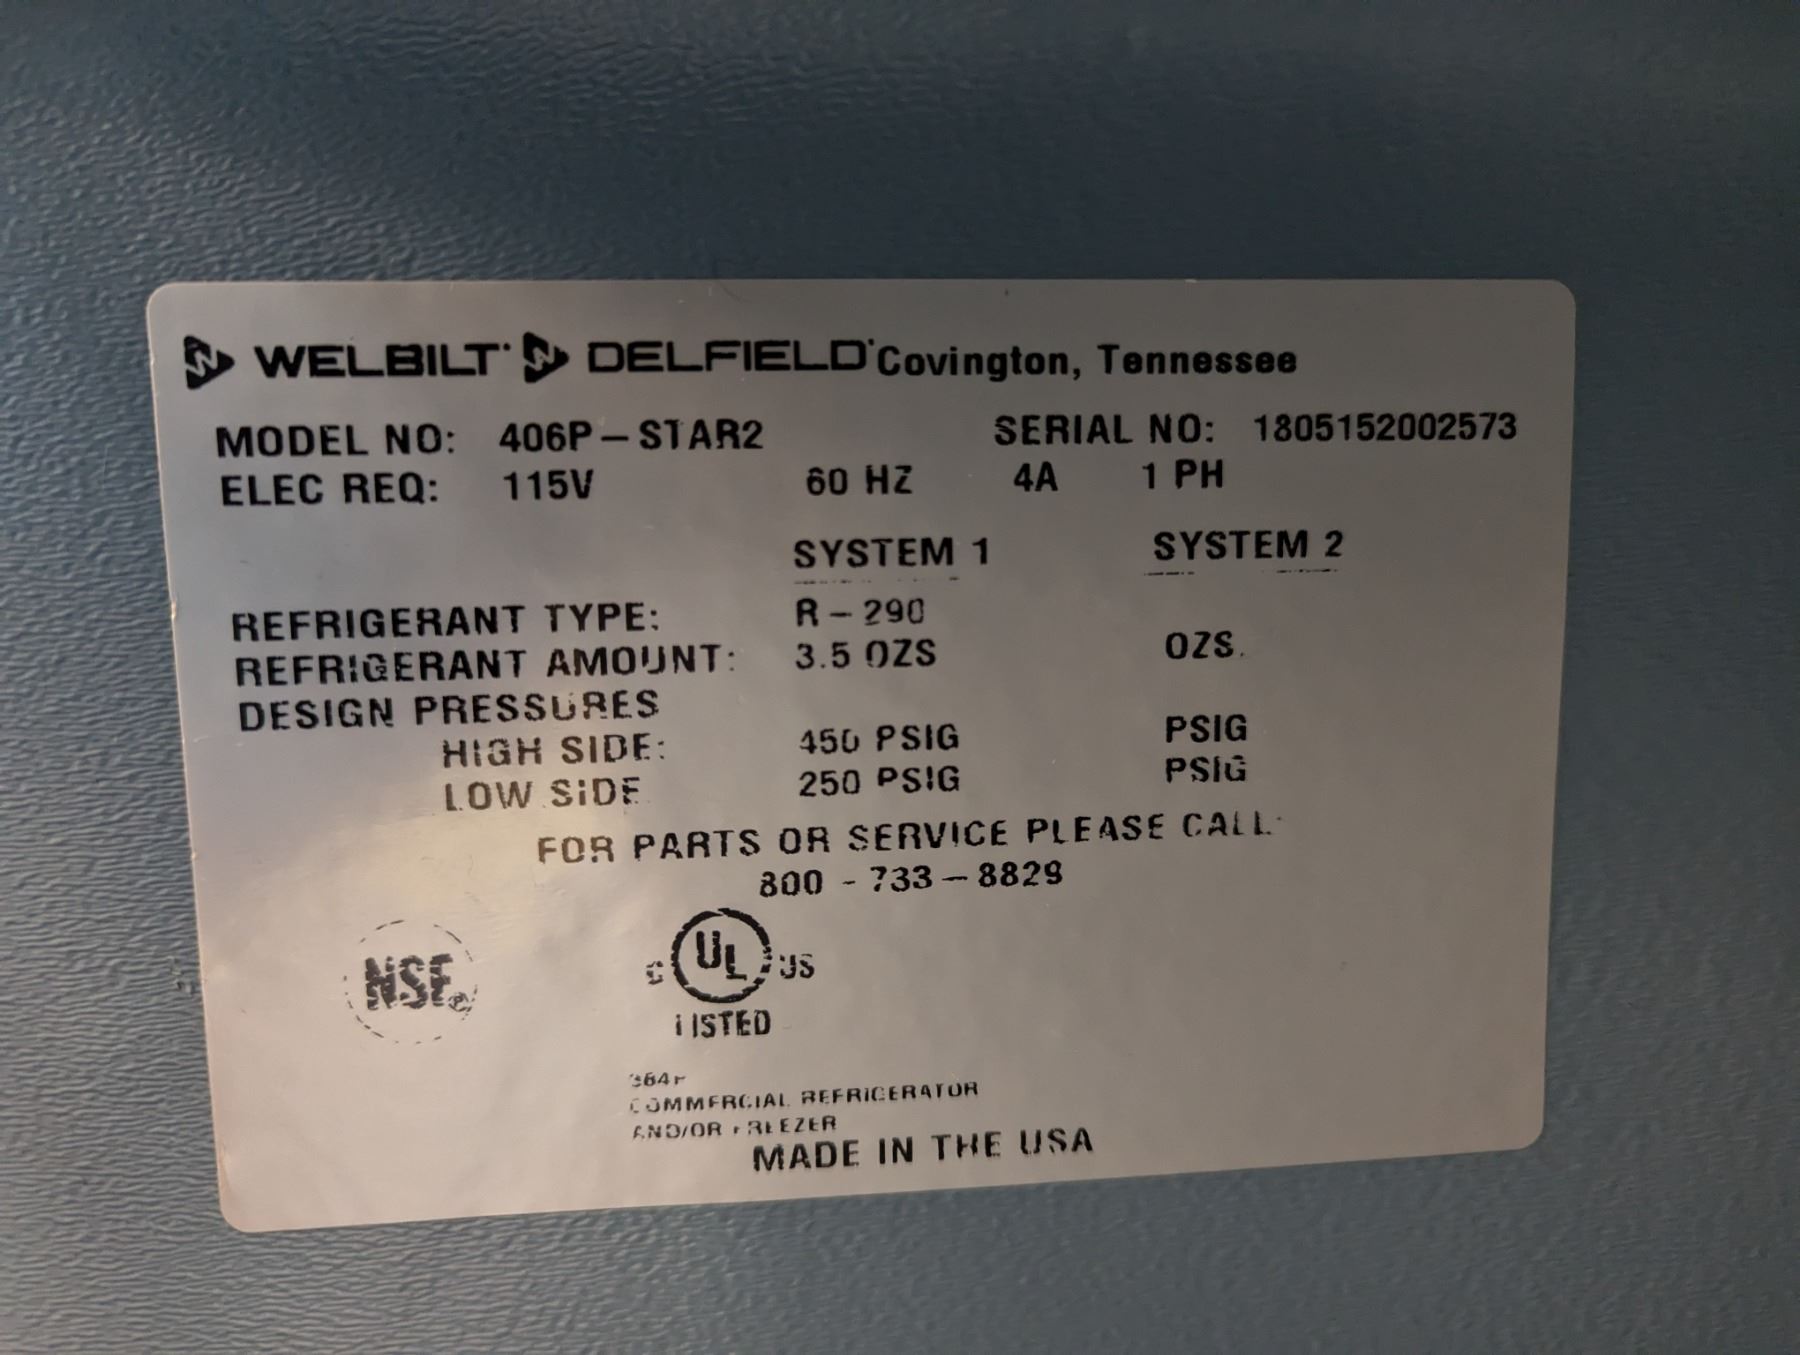 WELBILT DELFIELD Covington, Tennessee
MODEL NO: 406P-STAR2 SERIAL NO: 1805152002573
ELEC REQ: 115V 60 HZ 4A 1 PH
SYSTEM 1 SYSTEM 2
REFRIGERANT TYPE: R-290
REFRIGERANT AMOUNT: 3.5 OZS OZS.
DESIGN PRESSURES
HIGH SIDE: 450 PSIG PSIG
LOW SIDE 250 PSIG PSIG
FOR PARTS OR SERVICE PLEASE CALL
800-733-8829
NSF®
C UL US
LISTED
COMMERCIAL REFRIGERATOR
AND/OR FREEZER
MADE IN THE USA